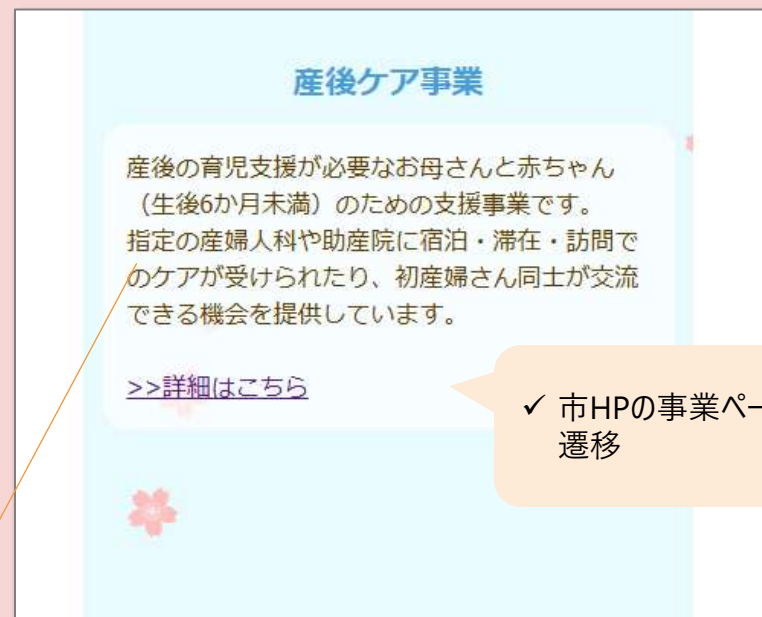 産後ケア事業
産後の育児支援が必要なお母さんと赤ちゃん
（生後6か月未満）のための支援事業です。
指定の産婦人科や助産院に宿泊・滞在・訪問で
のケアが受けられたり、初産婦さん同士が交流
できる機会を提供しています。
>>詳細はこちら
✓ 市HPの事業ペー
遷移